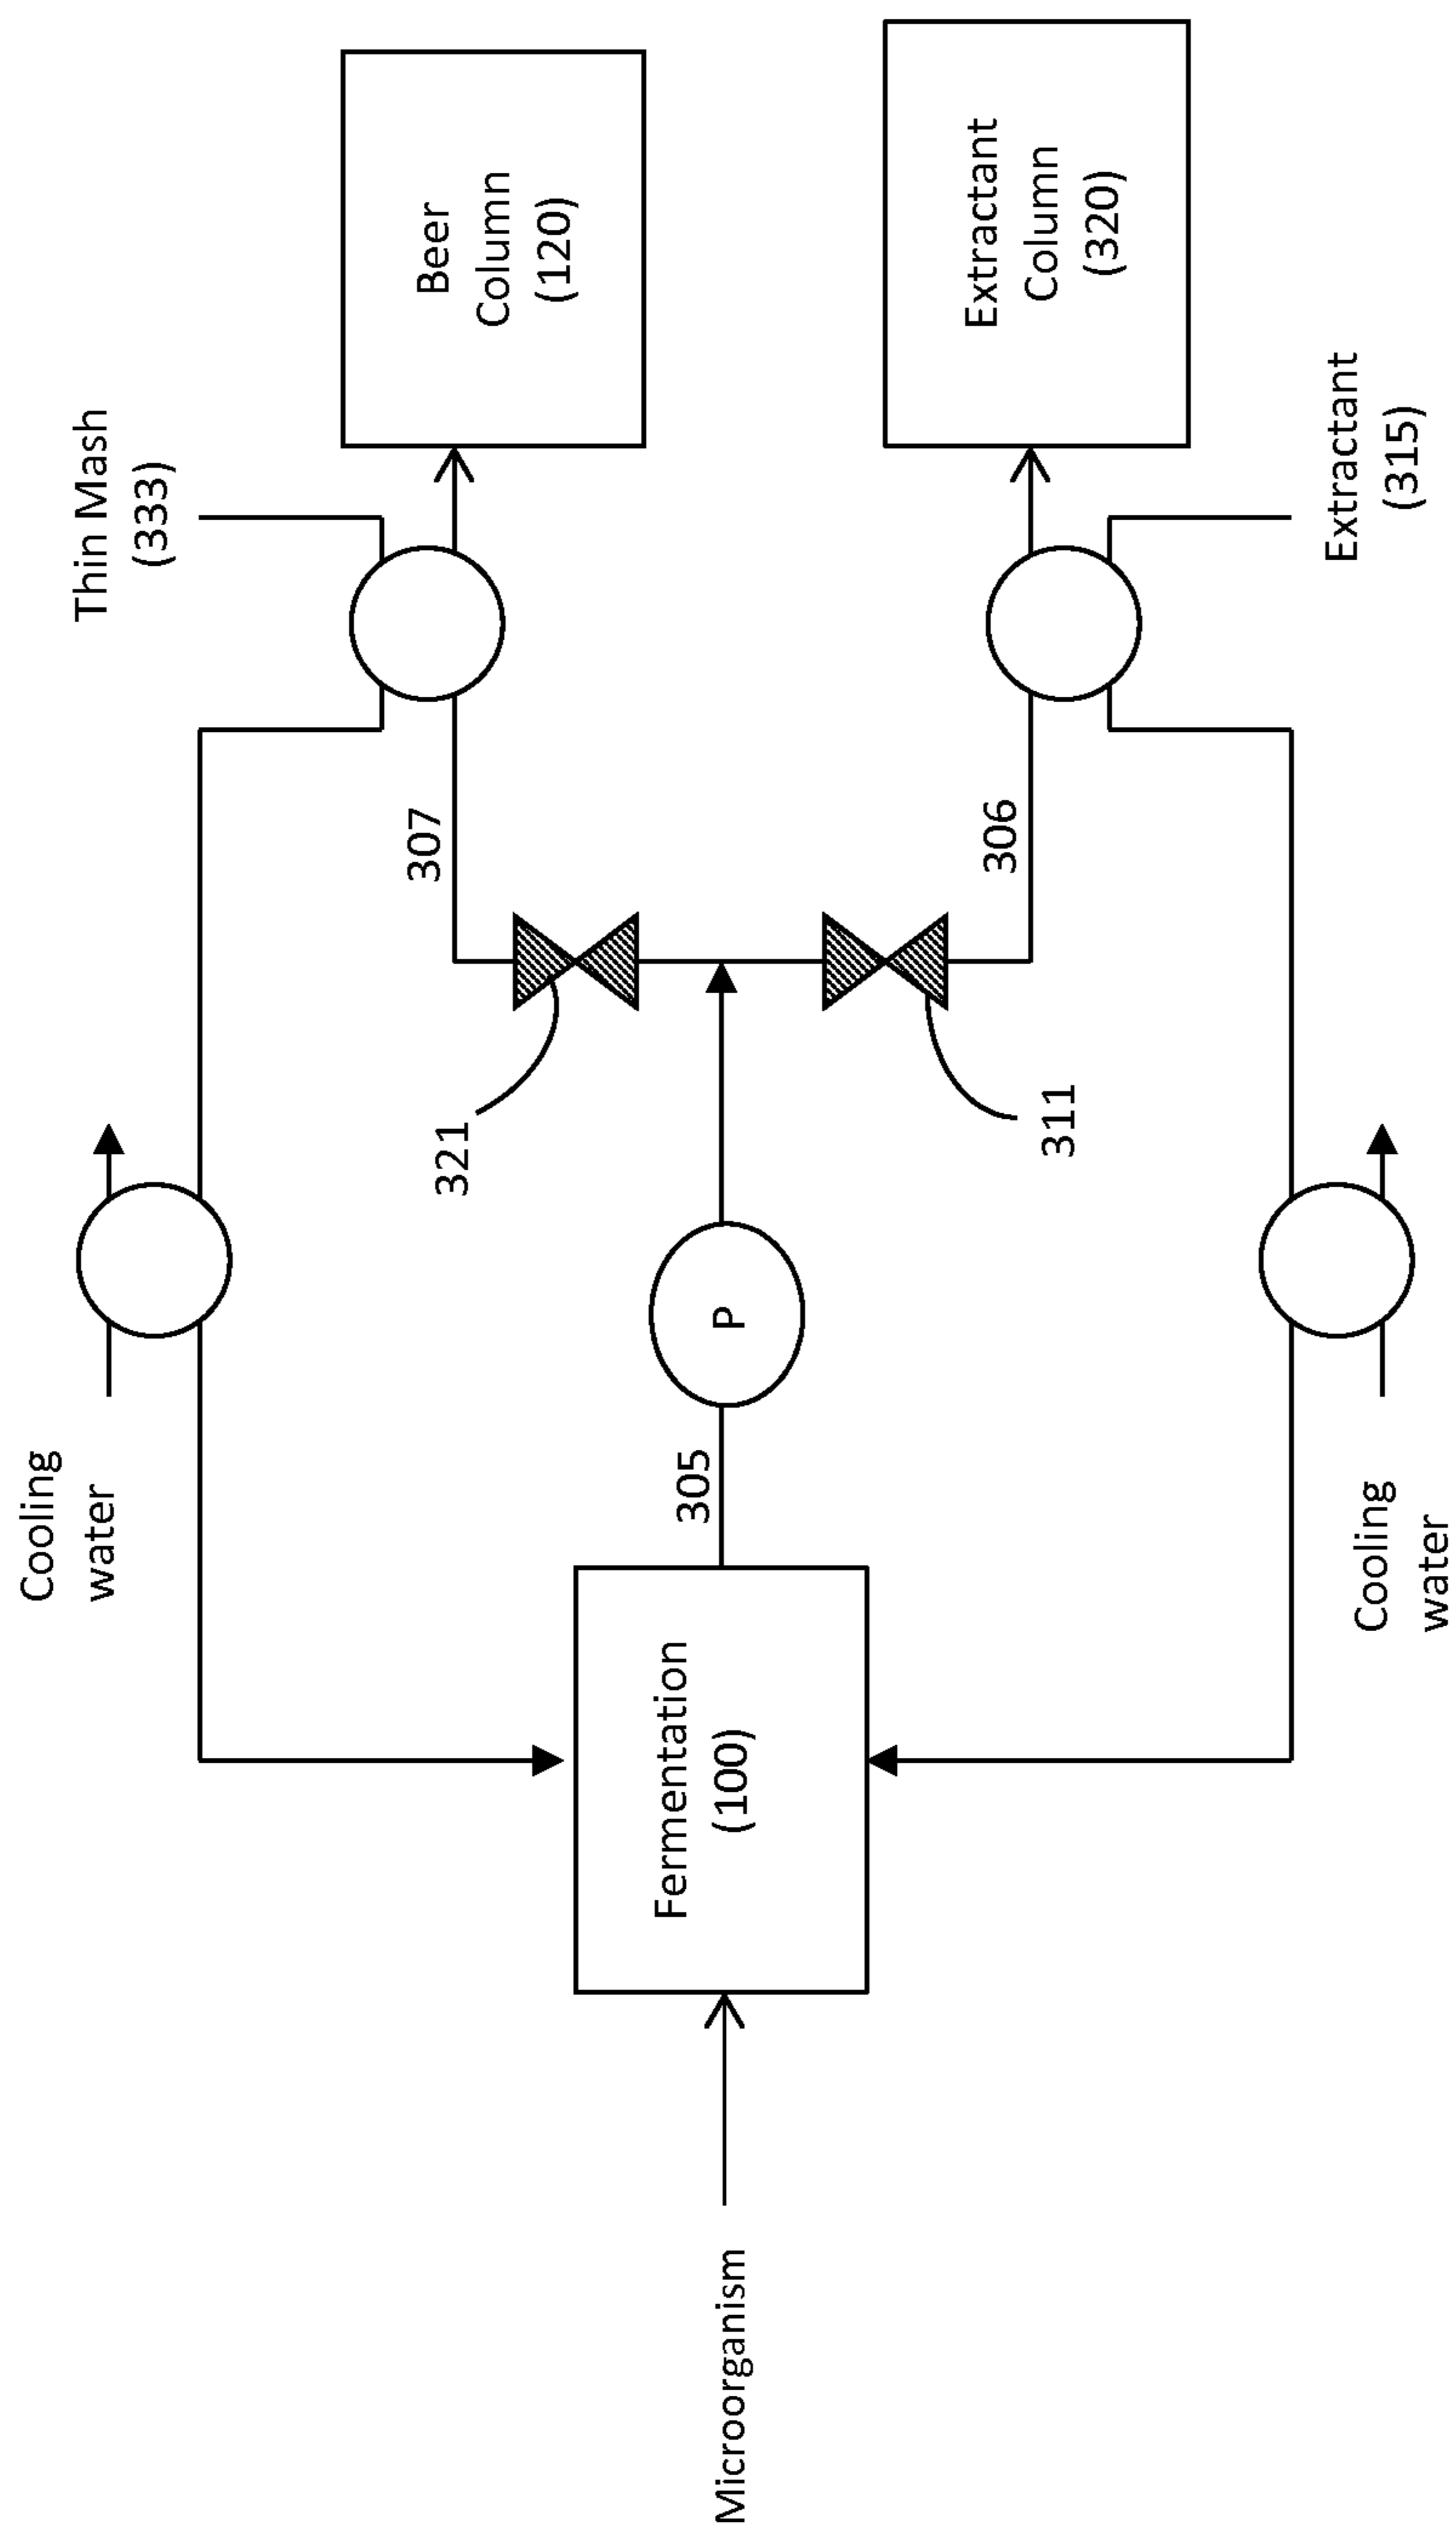 Cooling
water
Thin Mash
(333)
Beer
Column
(120)
307
321
Microorganism
Fermentation
(100)
305
P
311
306
Extractant
Column
(320)
Extractant
(315)
Cooling
water